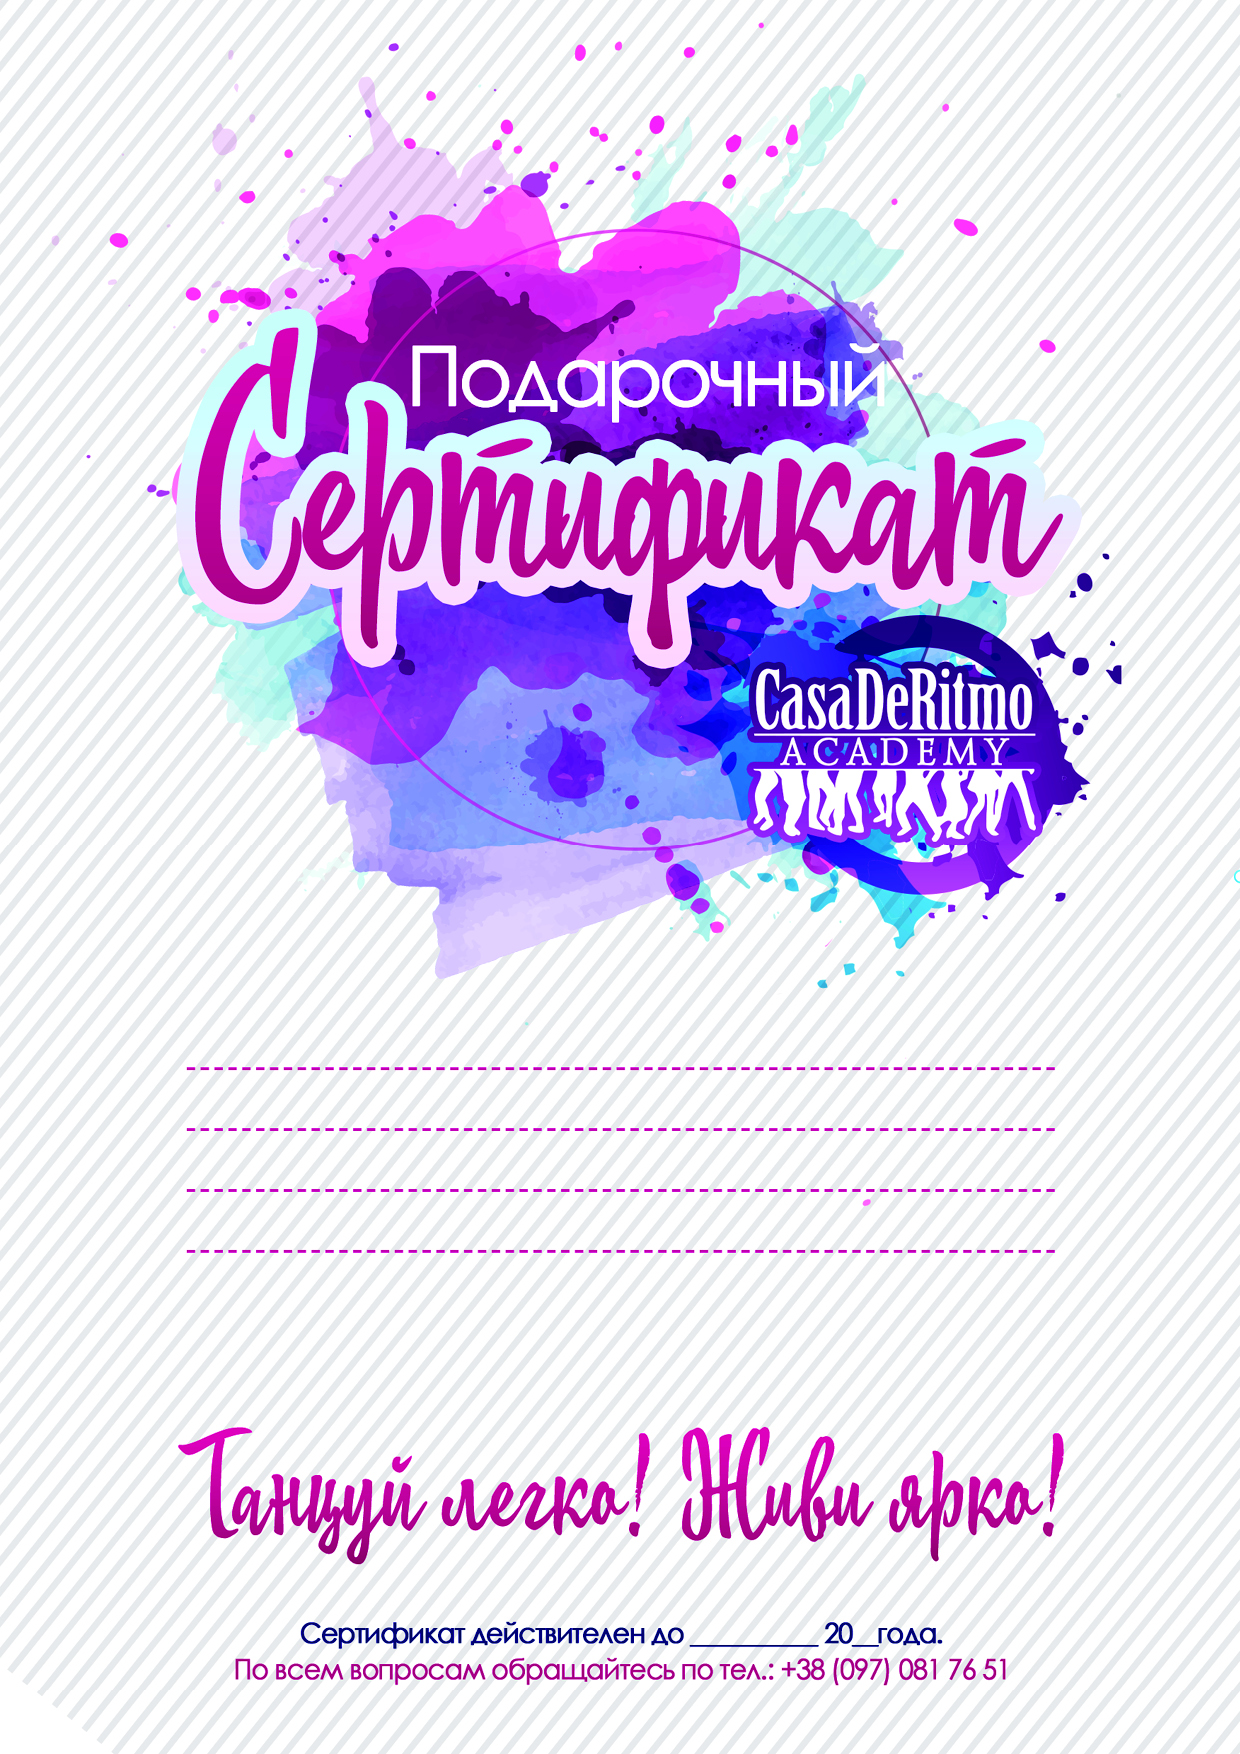 Подарочный
Сертификат
CasaDeRitmo
ACADEMY
Танцуй легко! Живи ярко!
Сертификат действителен до __________ 20__года.
По всем вопросам обращайтесь по тел.: +38 (097) 081 76 51